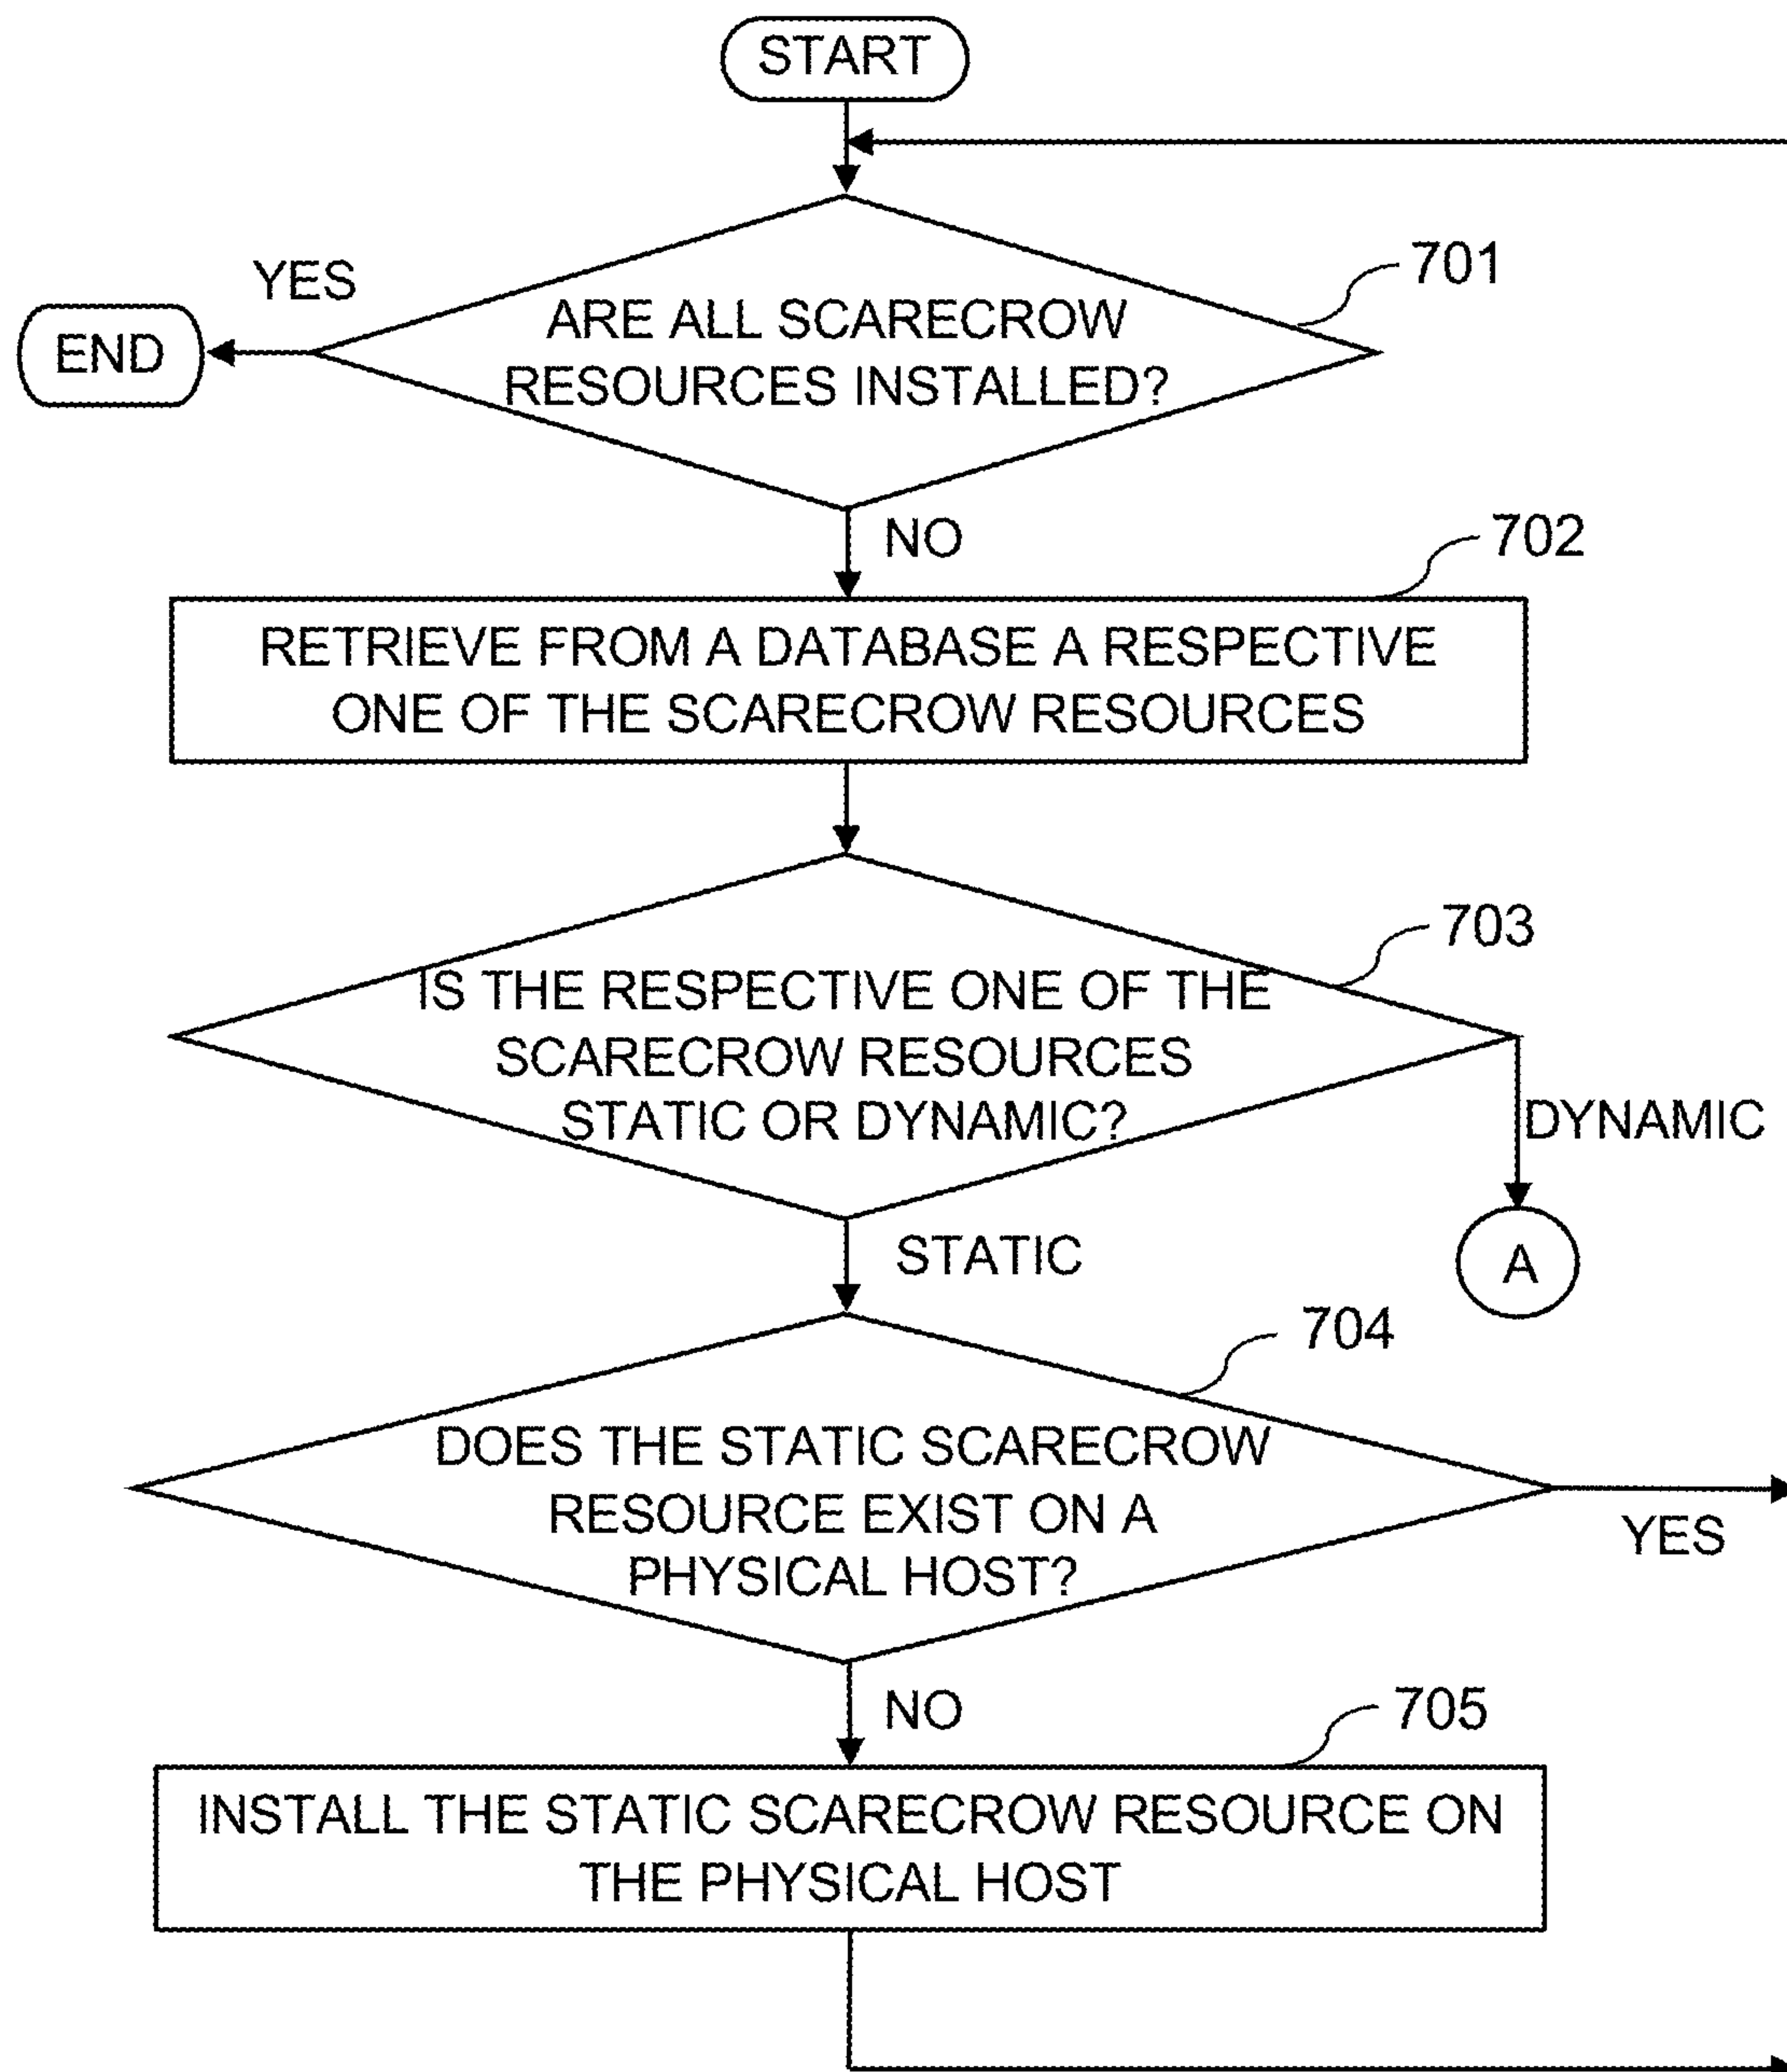 START
701
YES
ARE ALL SCARECROW
RESOURCES INSTALLED?
END
NO
702
RETRIEVE FROM A DATABASE A RESPECTIVE
ONE OF THE SCARECROW RESOURCES
703
IS THE RESPECTIVE ONE OF THE
SCARECROW RESOURCES
STATIC OR DYNAMIC?
DYNAMIC
STATIC
A
704
DOES THE STATIC SCARECROW
RESOURCE EXIST ON A
PHYSICAL HOST?
YES
NO
705
INSTALL THE STATIC SCARECROW RESOURCE ON
THE PHYSICAL HOST